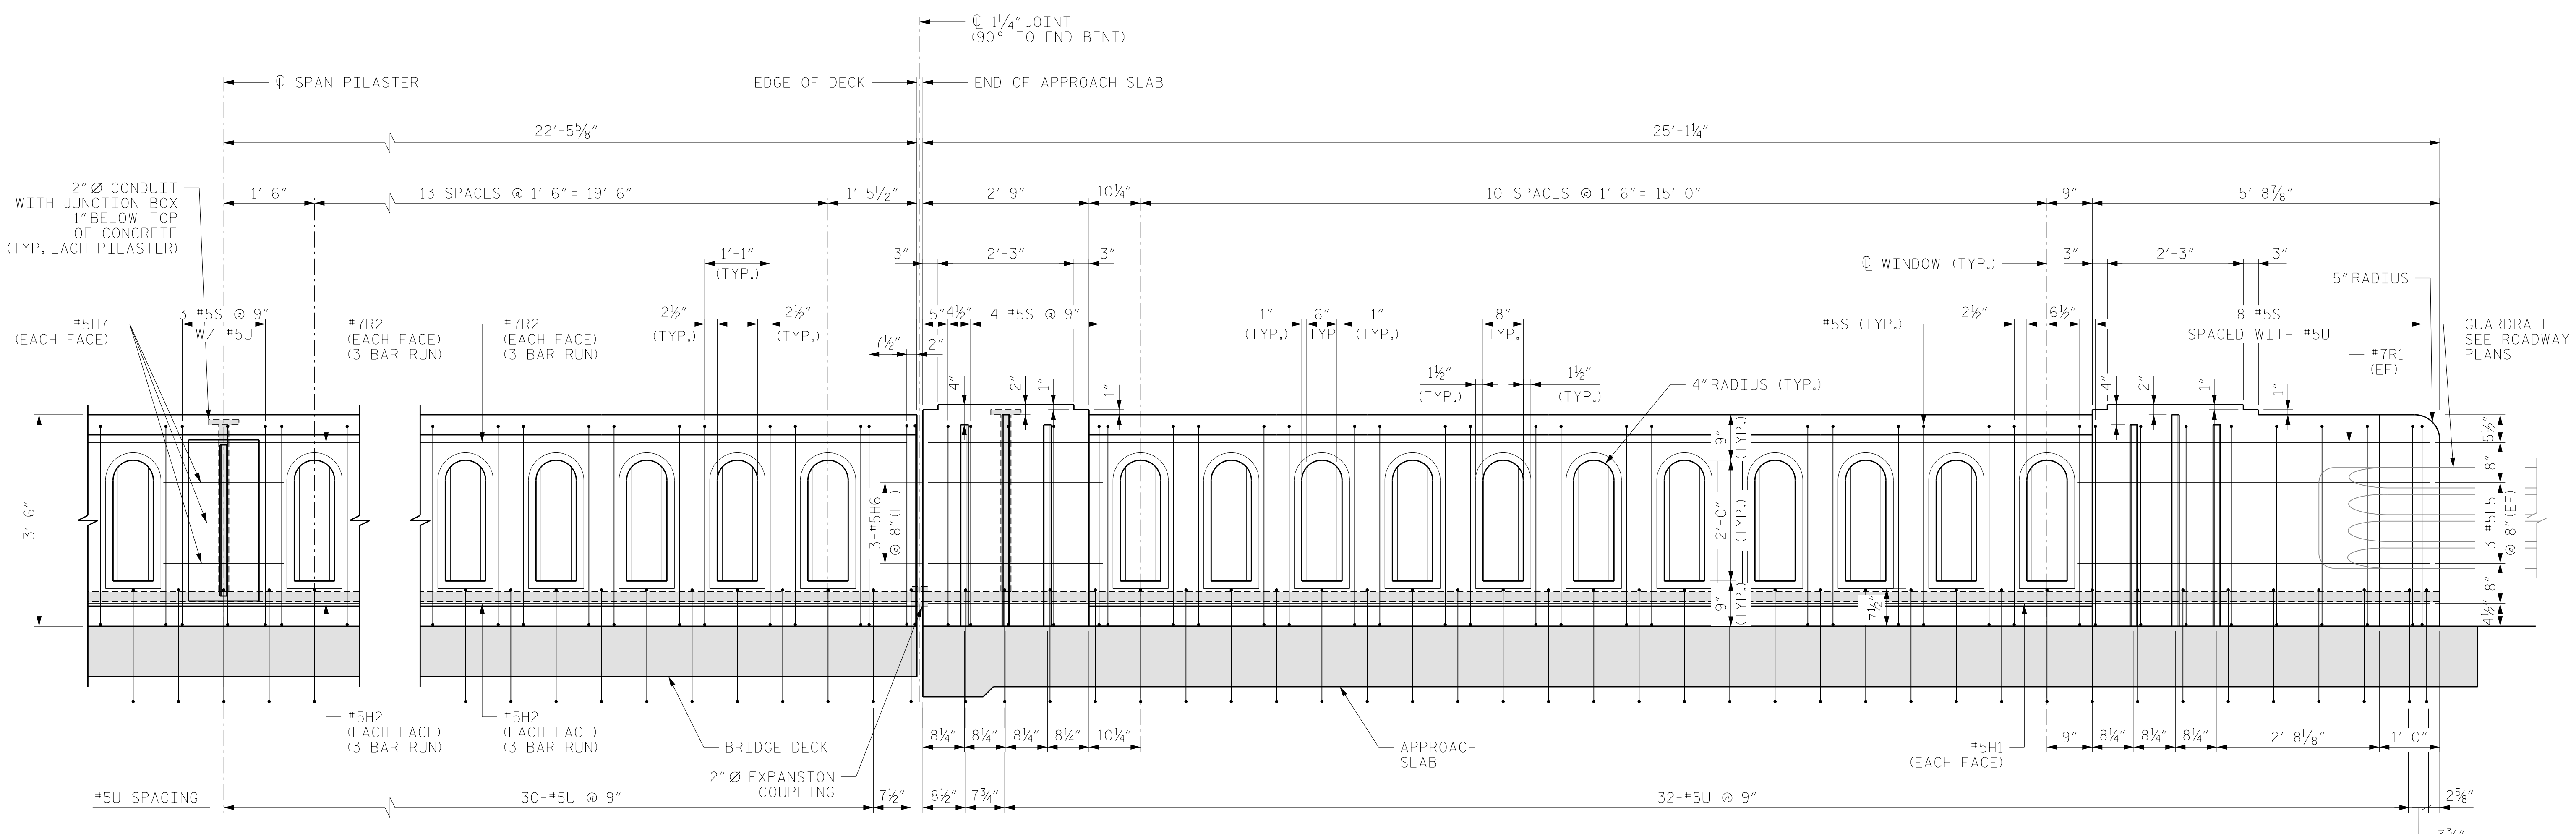 ℄ 1¼" JOINT
(90° TO END BENT)
℄ SPAN PILASTER
EDGE OF DECK
END OF APPROACH SLAB
22'-5⅝"
25'-1¼"
2" Ø CONDUIT
WITH JUNCTION BOX
1" BELOW TOP
OF CONCRETE
(TYP. EACH PILASTER)
1'-6"
13 SPACES @ 1'-6" = 19'-6"
1'-5½"
2'-9"
10¼"
10 SPACES @ 1'-6" = 15'-0"
9"
5'-8⅞"
1'-1"
(TYP.)
3"
2'-3"
3"
℄ WINDOW (TYP.)
3"
2'-3"
3"
5" RADIUS
#5H7
(EACH FACE)
3-#5S @ 9"
W/ #5U
#7R2
(EACH FACE)
(3 BAR RUN)
#7R2
(EACH FACE)
(3 BAR RUN)
2½"
(TYP.)
2½"
(TYP.)
7½"
2"
5"
4½"
4-#5S @ 9"
1"
(TYP.)
6"
TYP
1"
(TYP.)
8"
TYP.
#5S (TYP.)
2½"
6½"
8-#5S
SPACED WITH #5U
GUARDRAIL
SEE ROADWAY
PLANS
#7R1
(EF)
4"
2"
1"
1"
1½"
(TYP.)
1½"
(TYP.)
4" RADIUS (TYP.)
4"
2"
1"
1"
3'-6"
3-#5H6
@ 8" (EF)
9"
(TYP.)
2'-0"
(TYP.)
9"
(TYP.)
7½"
5½"
8"
3-#5H5
@ 8" (EF)
8"
4½"
#5H2
(EACH FACE)
(3 BAR RUN)
#5H2
(EACH FACE)
(3 BAR RUN)
BRIDGE DECK
2" Ø EXPANSION
COUPLING
8¼"
8¼"
8¼"
8¼"
10¼"
APPROACH
SLAB
#5H1
(EACH FACE)
9"
8¼"
8¼"
8¼"
2'-8⅛"
1'-0"
#5U SPACING
30-#5U @ 9"
7½"
8½"
7¾"
32-#5U @ 9"
2⅝"